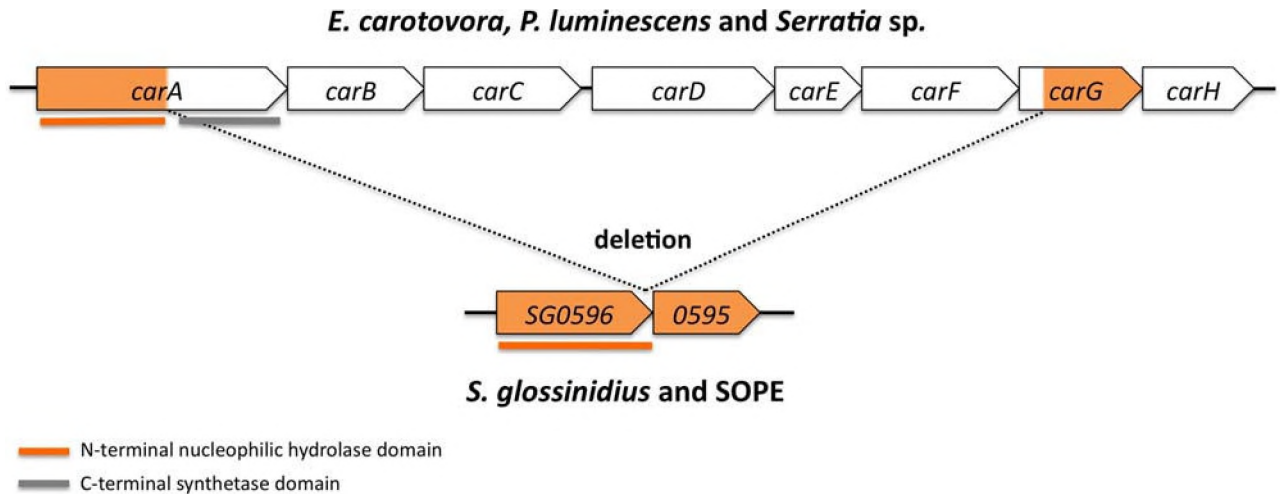 E. carotovora, P. luminescens and Serratia sp.
carA carB carC carD carE carF carG carH
deletion
SG0596 0595
S. glossinidius and SOPE
N-terminal nucleophilic hydrolase domain
C-terminal synthetase domain